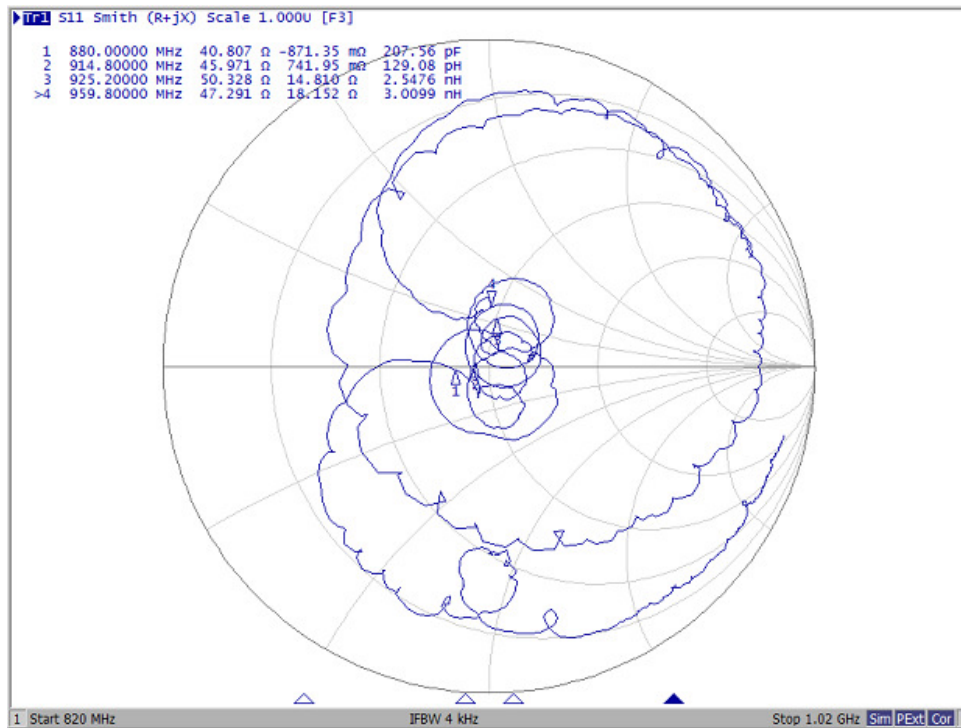 Tr1 S11 Smith (R+jX) Scale 1.000U [F3]
1 880.00000 MHz 40.807 Ω -871.35 mΩ 207.56 pF
2 914.80000 MHz 45.971 Ω 741.95 mΩ 129.08 pH
3 925.20000 MHz 50.328 Ω 14.810 Ω 2.5476 nH
>4 959.80000 MHz 47.291 Ω 18.152 Ω 3.0099 nH
4
1
1 Start 820 MHz IFBW 4 kHz Stop 1.02 GHz Sim PExt Cor